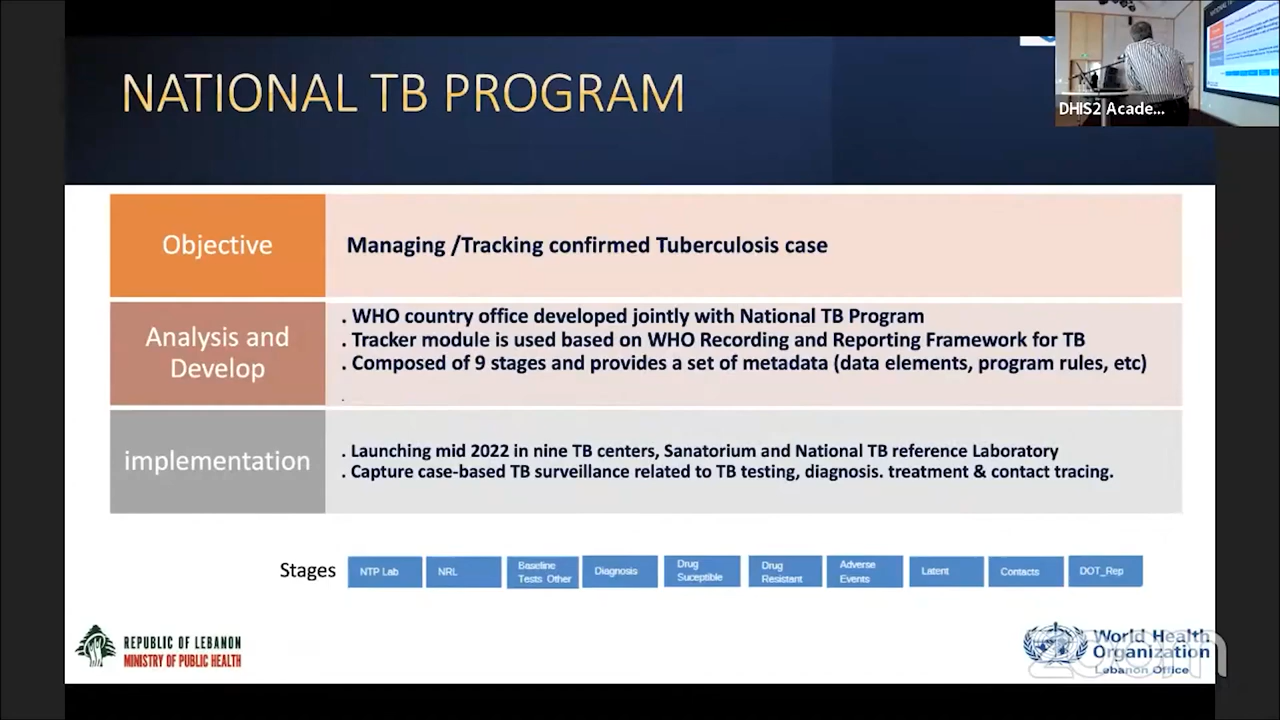 NATIONAL TB PROGRAM
DHIS2 Acade...
Objective
Managing /Tracking confirmed Tuberculosis case
Analysis and
Develop
. WHO country office developed jointly with National TB Program
. Tracker module is used based on WHO Recording and Reporting Framework for TB
. Composed of 9 stages and provides a set of metadata (data elements, program rules, etc)
.
implementation
. Launching mid 2022 in nine TB centers, Sanatorium and National TB reference Laboratory
. Capture case-based TB surveillance related to TB testing, diagnosis. treatment & contact tracing.
Stages
NTP Lab
NRL
Baseline
Tests Other
Diagnosis
Drug
Suceptible
Drug
Resistant
Adverse
Events
Latent
Contacts
DOT_Rep
REPUBLIC OF LEBANON
MINISTRY OF PUBLIC HEALTH
World Health
Organization
Lebanon Office
zoom